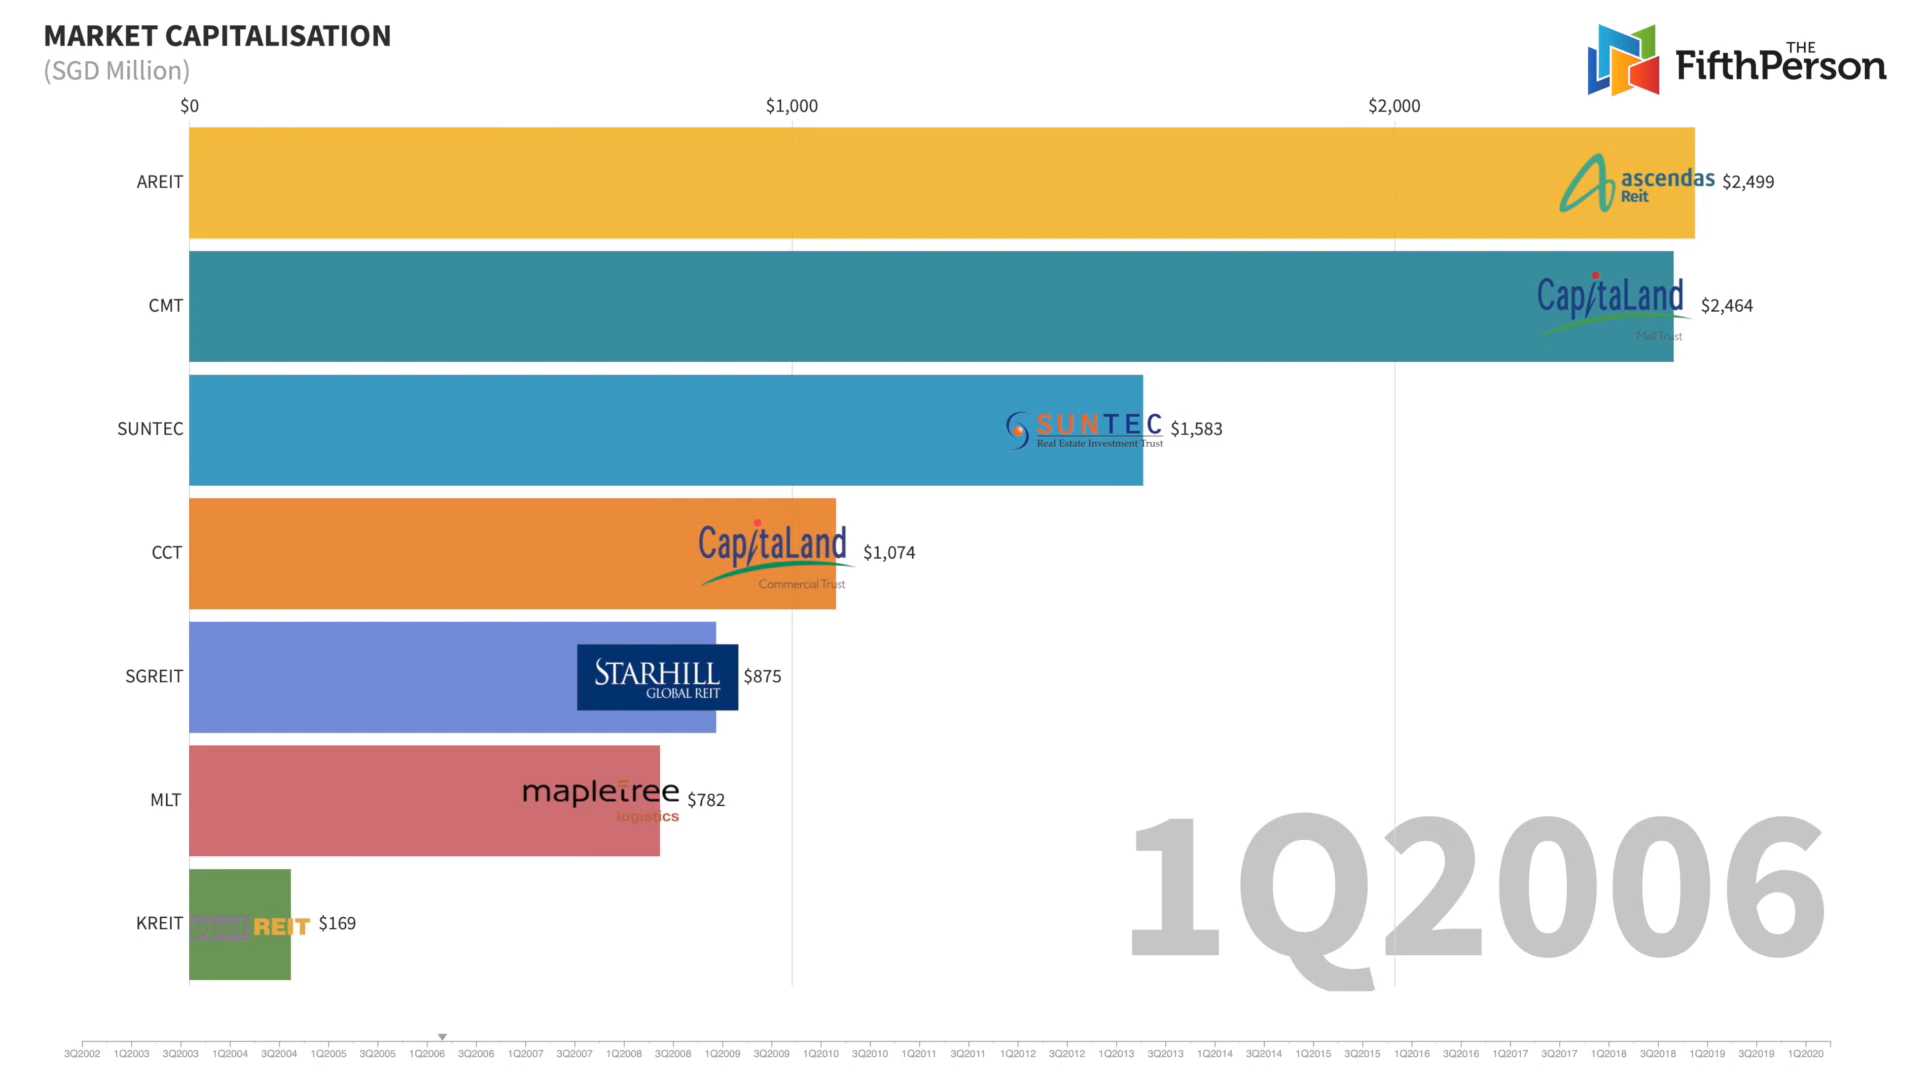 MARKET CAPITALISATION
(SGD Million)
THE
FifthPerson
$0 $1,000 $2,000
AREIT ascendas Reit $2,499
CMT CapitaLand Mall Trust $2,464
SUNTEC SUNTEC Real Estate Investment Trust $1,583
CCT CapitaLand Commercial Trust $1,074
SGREIT STARHILL GLOBAL REIT $875
MLT mapletree logistics $782
KREIT REIT $169
1Q2006
3Q2002 1Q2003 3Q2003 1Q2004 3Q2004 1Q2005 3Q2005 1Q2006 3Q2006 1Q2007 3Q2007 1Q2008 3Q2008 1Q2009 3Q2009 1Q2010 3Q2010 1Q2011 3Q2011 1Q2012 3Q2012 1Q2013 3Q2013 1Q2014 3Q2014 1Q2015 3Q2015 1Q2016 3Q2016 1Q2017 3Q2017 1Q2018 3Q2018 1Q2019 3Q2019 1Q2020